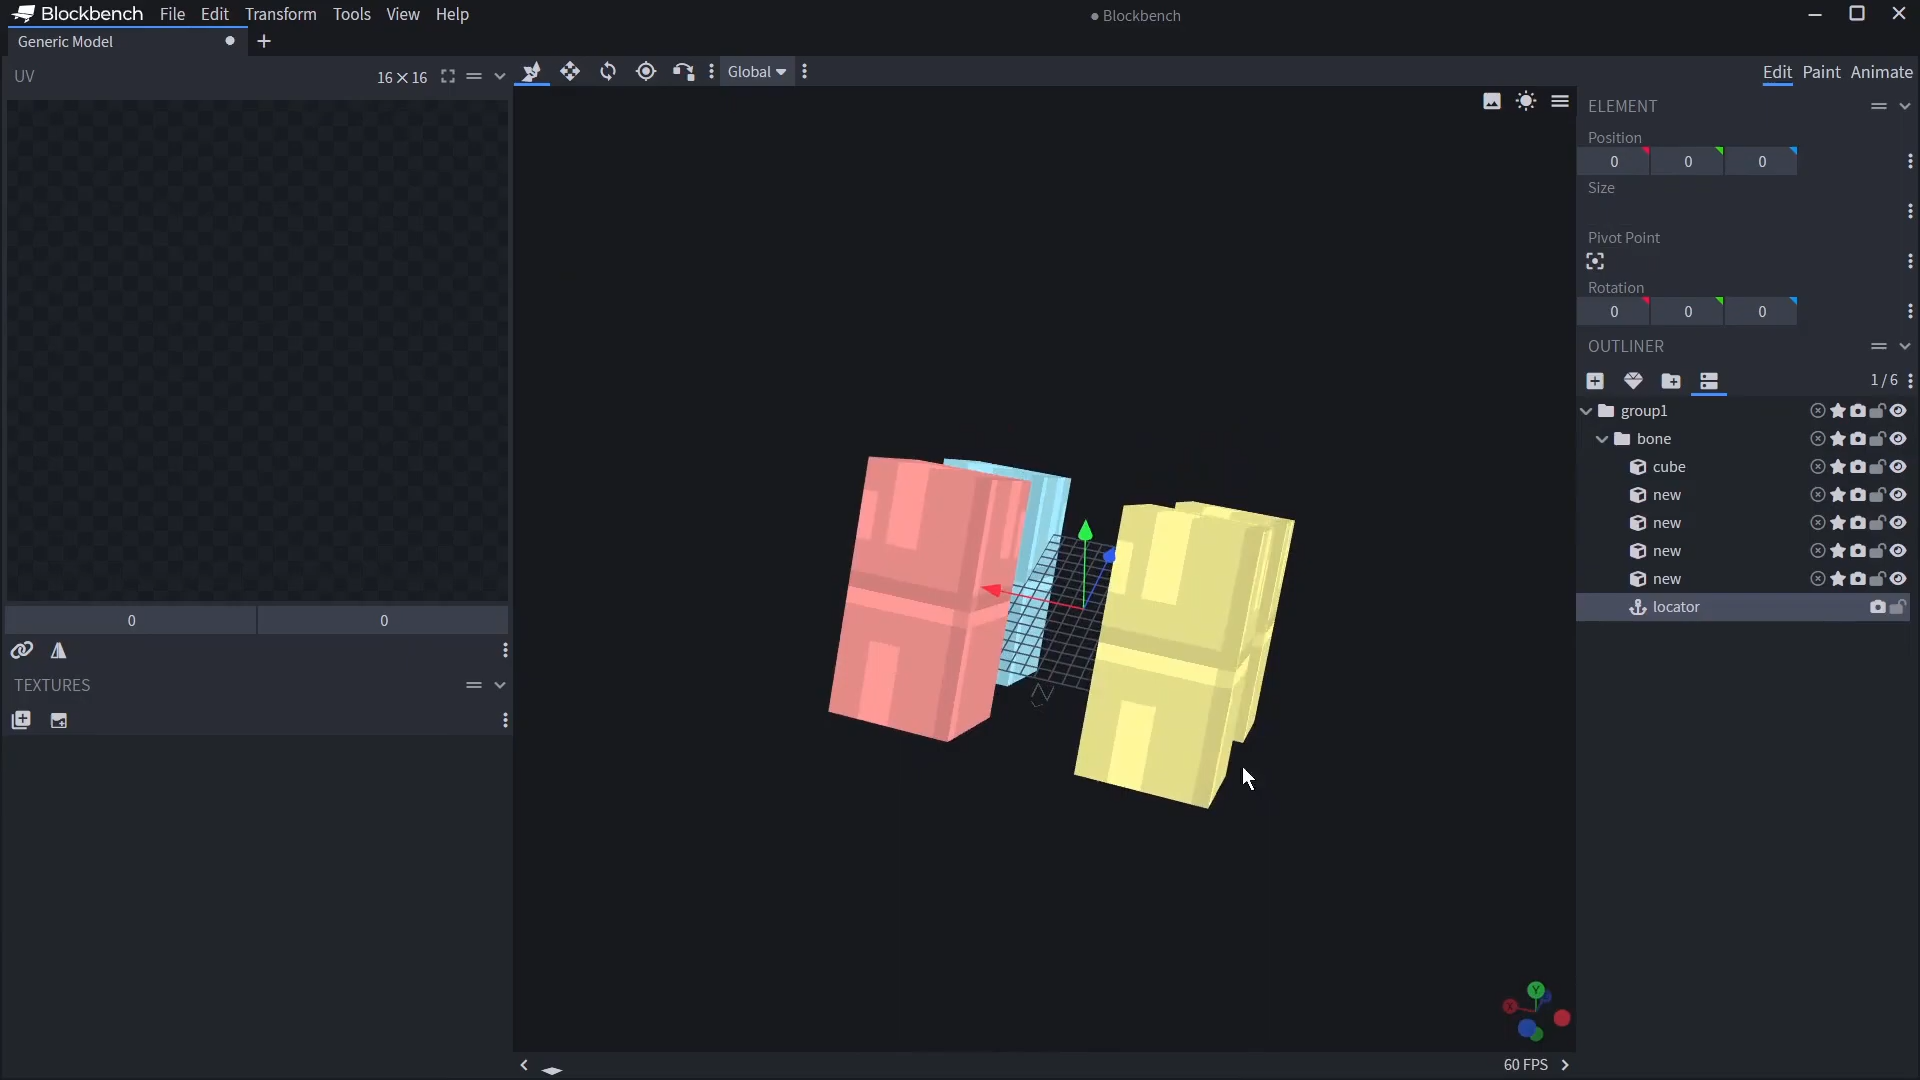 Blockbench File Edit Transform Tools View Help
● Blockbench
Generic Model
UV 16×16
Global
Edit Paint Animate
ELEMENT
Position
0 0 0
Size
Pivot Point
Rotation
0 0 0
OUTLINER
1/6
group1
bone
cube
new
new
new
new
locator
0 0
TEXTURES
Y
X
60 FPS